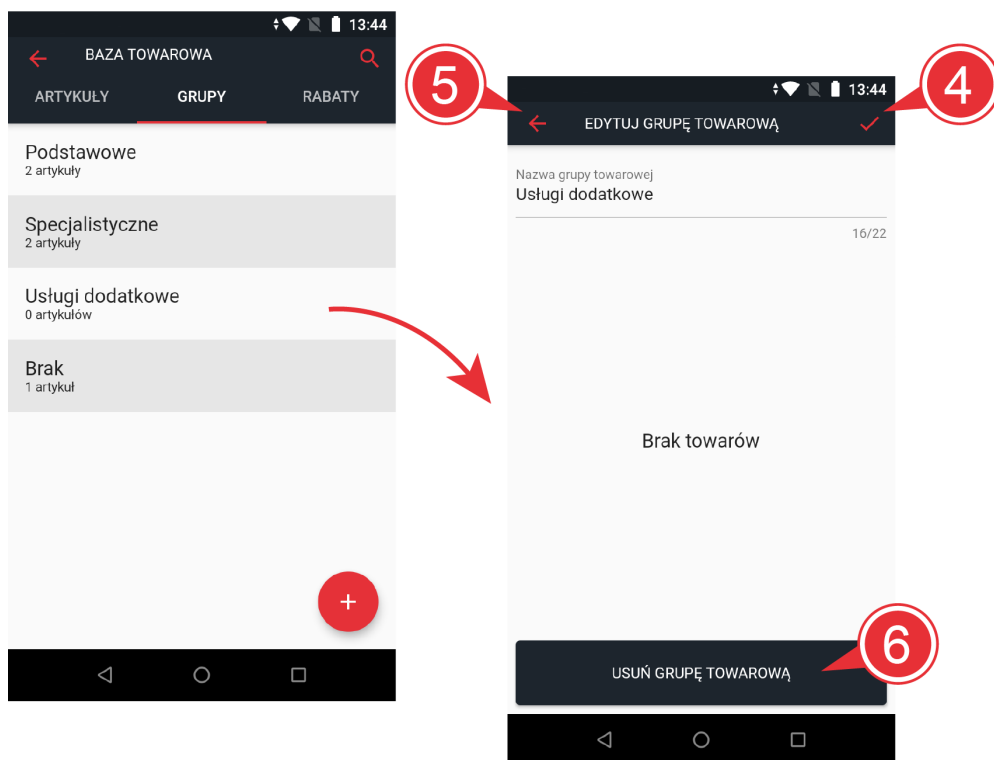 13:44
BAZA TOWAROWA
ARTYKUŁY GRUPY RABATY
Podstawowe
2 artykuły
Specjalistyczne
2 artykuły
Usługi dodatkowe
0 artykułów
Brak
1 artykuł
+
5
4
13:44
EDYTUJ GRUPĘ TOWAROWĄ
Nazwa grupy towarowej
Usługi dodatkowe
16/22
Brak towarów
6
USUŃ GRUPĘ TOWAROWĄ